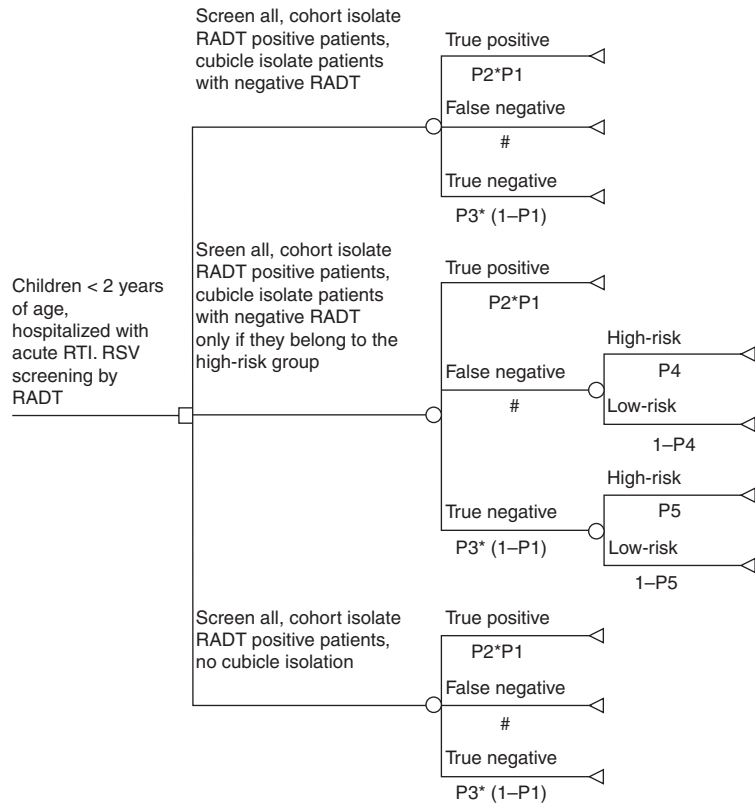 Screen all, cohort isolate
RADT positive patients,
cubicle isolate patients
with negative RADT
True positive
P2*P1
False negative
#
True negative
P3* (1–P1)
Children < 2 years
of age,
hospitalized with
acute RTI. RSV
screening by
RADT
Sreen all, cohort isolate
RADT positive patients,
cubicle isolate patients
with negative RADT
only if they belong to the
high-risk group
True positive
P2*P1
False negative
#
High-risk
P4
Low-risk
1–P4
True negative
P3* (1–P1)
High-risk
P5
Low-risk
1–P5
Screen all, cohort isolate
RADT positive patients,
no cubicle isolation
True positive
P2*P1
False negative
#
True negative
P3* (1–P1)